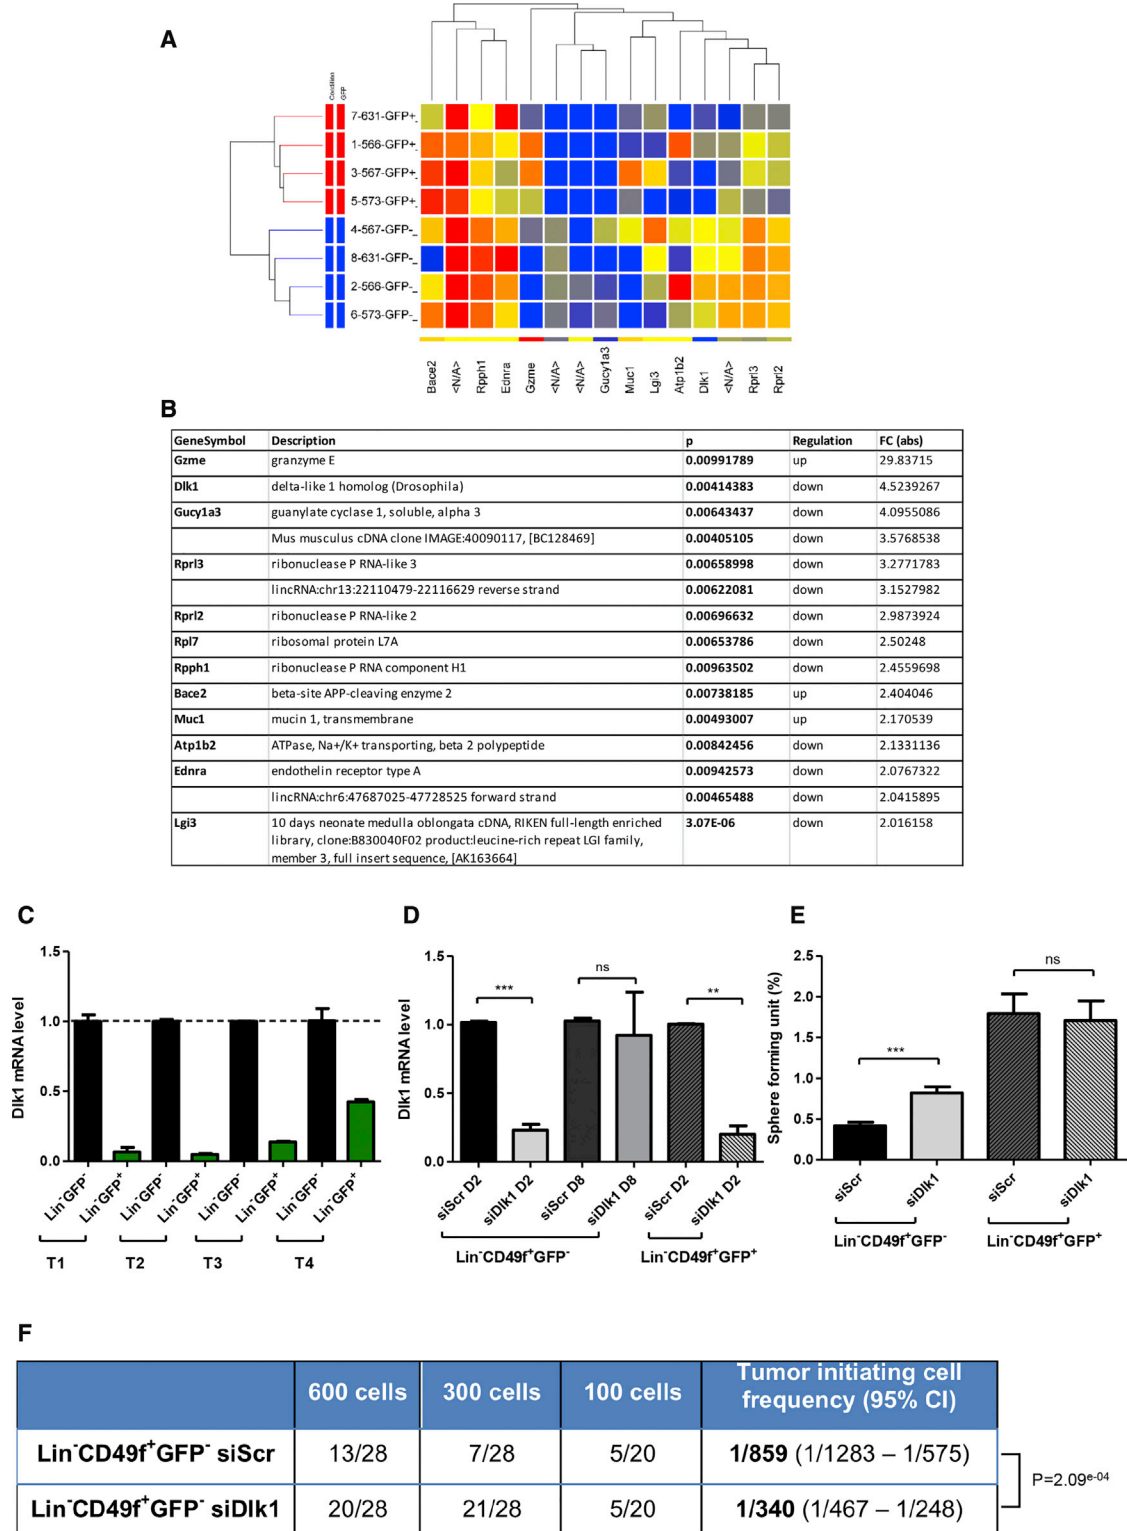 A
Condition
GFP
7-631-GFP+_
1-566-GFP+_
3-567-GFP+_
5-573-GFP+_
4-567-GFP-_
8-631-GFP-_
2-566-GFP-_
6-573-GFP-_
Bace2
<N/A>
Rpph1
Ednra
Gzme
<N/A>
<N/A>
Gucy1a3
Muc1
Lgi3
Atp1b2
Dlk1
<N/A>
Rprl3
Rprl2
B
GeneSymbol Description p Regulation FC (abs)
Gzme granzyme E 0.00991789 up 29.83715
Dlk1 delta-like 1 homolog (Drosophila) 0.00414383 down 4.5239267
Gucy1a3 guanylate cyclase 1, soluble, alpha 3 0.00643437 down 4.0955086
Mus musculus cDNA clone IMAGE:40090117, [BC128469] 0.00405105 down 3.5768538
Rprl3 ribonuclease P RNA-like 3 0.00658998 down 3.2771783
lincRNA:chr13:22110479-22116629 reverse strand 0.00622081 down 3.1527982
Rprl2 ribonuclease P RNA-like 2 0.00696632 down 2.9873924
Rpl7 ribosomal protein L7A 0.00653786 down 2.50248
Rpph1 ribonuclease P RNA component H1 0.00963502 down 2.4559698
Bace2 beta-site APP-cleaving enzyme 2 0.00738185 up 2.404046
Muc1 mucin 1, transmembrane 0.00493007 up 2.170539
Atp1b2 ATPase, Na+/K+ transporting, beta 2 polypeptide 0.00842456 down 2.1331136
Ednra endothelin receptor type A 0.00942573 down 2.0767322
lincRNA:chr6:47687025-47728525 forward strand 0.00465488 down 2.0415895
Lgi3 10 days neonate medulla oblongata cDNA, RIKEN full-length enriched 3.07E-06 down 2.016158
library, clone:B830040F02 product:leucine-rich repeat LGI family,
member 3, full insert sequence, [AK163664]
C
Dlk1 mRNA level
1.5
1.0
0.5
0.0
Lin⁻GFP⁻
Lin⁻GFP⁺
Lin⁻GFP⁻
Lin⁻GFP⁺
Lin⁻GFP⁻
Lin⁻GFP⁺
Lin⁻GFP⁻
Lin⁻GFP⁺
T1 T2 T3 T4
D
Dlk1 mRNA level
1.5
1.0
0.5
0.0
*** ns **
siScr D2
siDlk1 D2
siScr D8
siDlk1 D8
siScr D2
siDlk1 D2
Lin⁻CD49f⁺GFP⁻ Lin⁻CD49f⁺GFP⁺
E
Sphere forming unit (%)
2.5
2.0
1.5
1.0
0.5
0.0
*** ns
siScr
siDlk1
siScr
siDlk1
Lin⁻CD49f⁺GFP⁻ Lin⁻CD49f⁺GFP⁺
F
600 cells 300 cells 100 cells Tumor initiating cell
frequency (95% CI)
Lin⁻CD49f⁺GFP⁻ siScr 13/28 7/28 5/20 1/859 (1/1283 – 1/575)
Lin⁻CD49f⁺GFP⁻ siDlk1 20/28 21/28 5/20 1/340 (1/467 – 1/248)
P=2.09ᵉ⁻⁰⁴